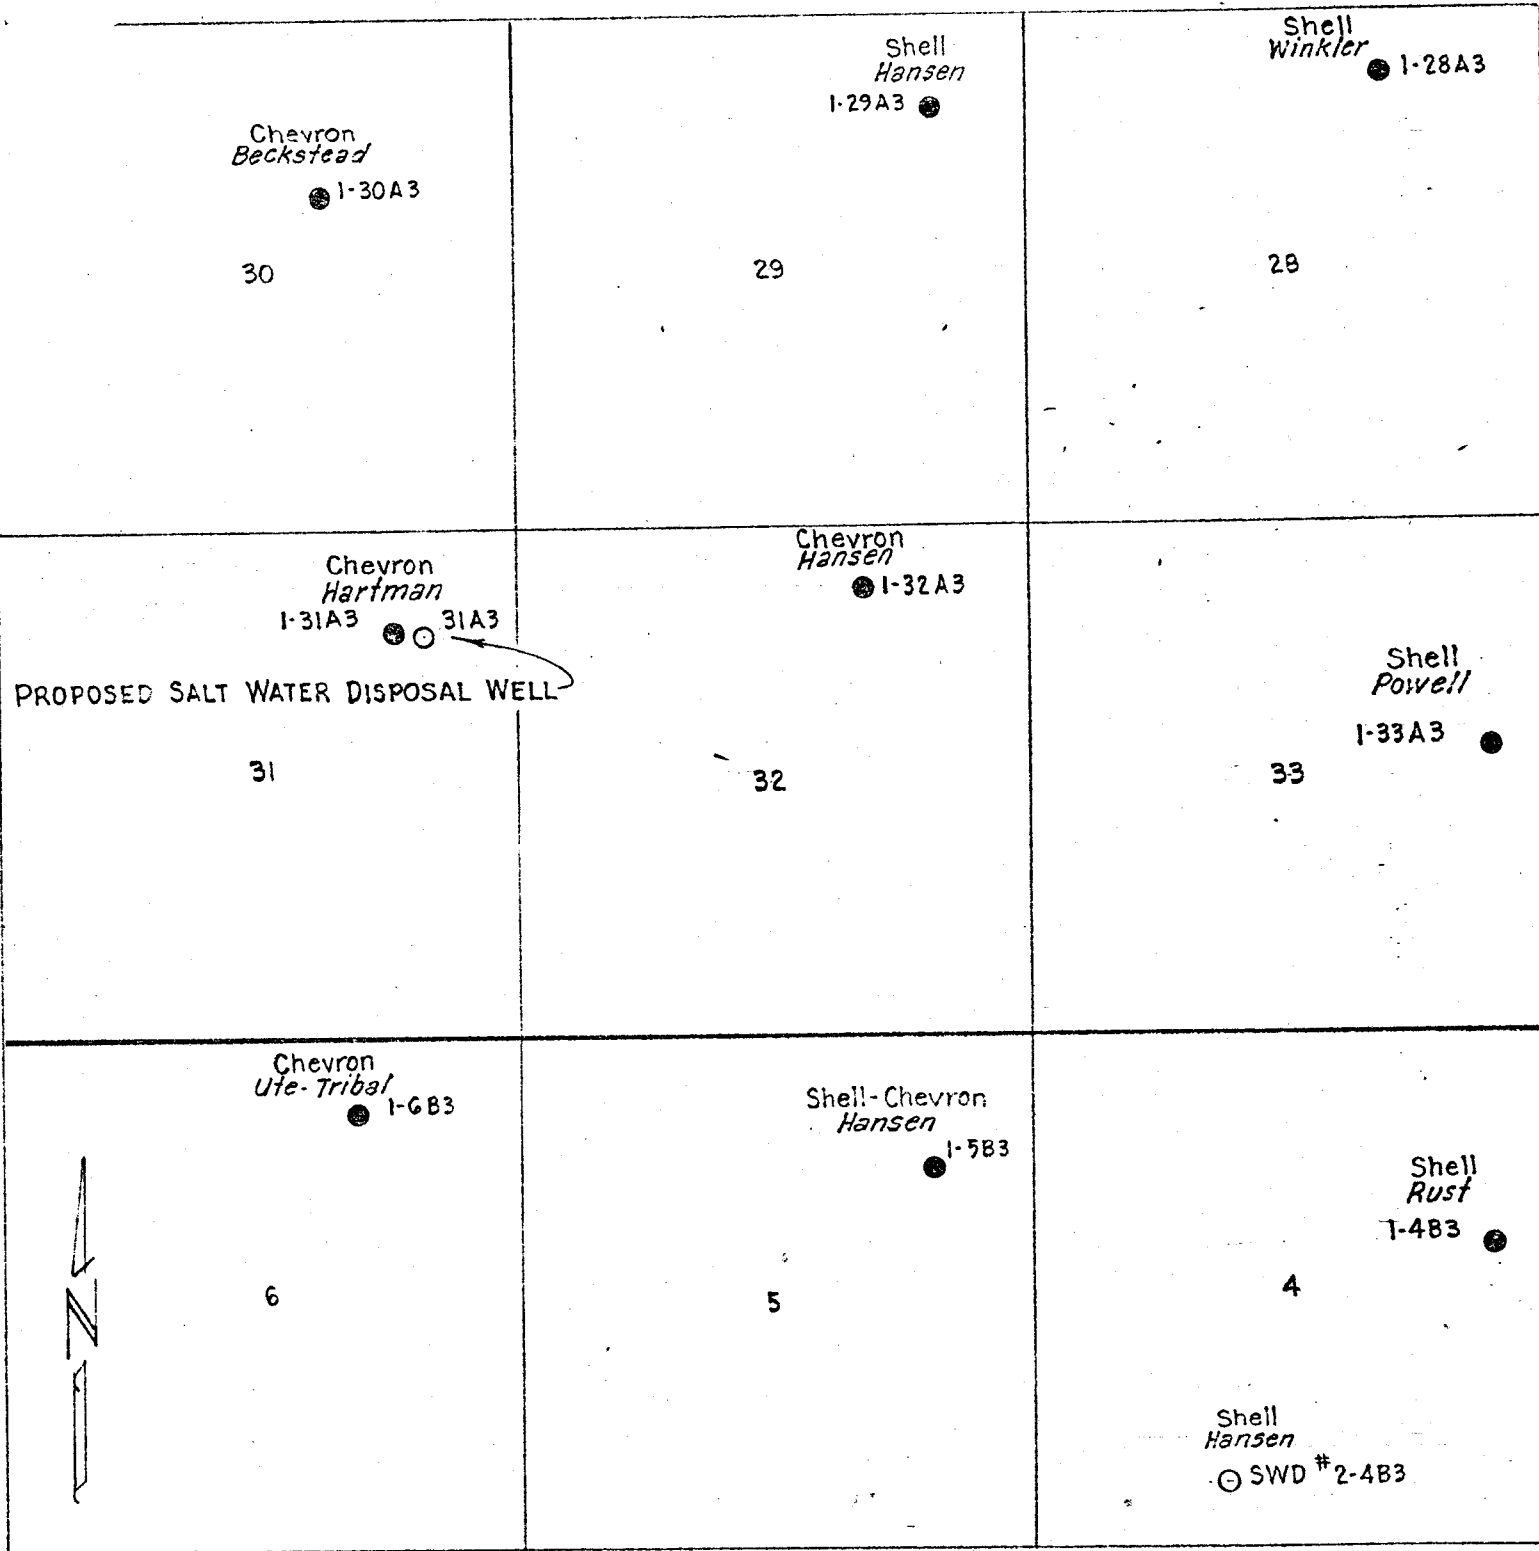 Shell
Winkler
1-28A3
Shell
Hansen
1-29A3
Chevron
Beckstead
1-30A3
30
29
28
Chevron
Hartman
1-31A3
31A3
PROPOSED SALT WATER DISPOSAL WELL
Chevron
Hansen
1-32A3
Shell
Powell
1-33A3
31
32
33
Chevron
Ute-Tribal
1-6B3
Shell-Chevron
Hansen
1-5B3
Shell
Rust
1-4B3
6
5
4
N
Shell
Hansen
SWD #2-4B3